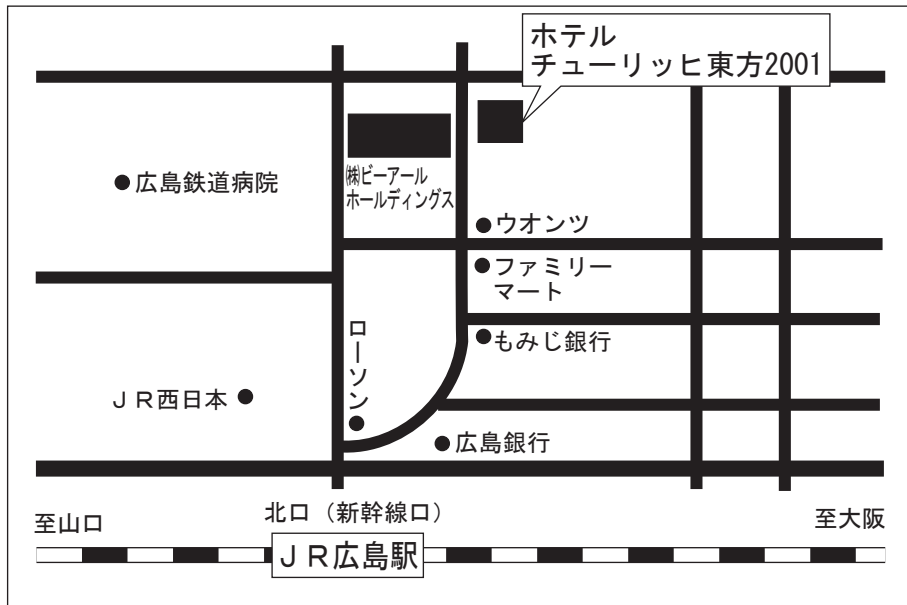 ホテル
チューリッヒ東方2001
広島鉄道病院
㈱ビーアール
ホールディングス
ウオンツ
ファミリー
マート
ローソン
もみじ銀行
ＪＲ西日本
広島銀行
至山口
北口（新幹線口）
至大阪
ＪＲ広島駅